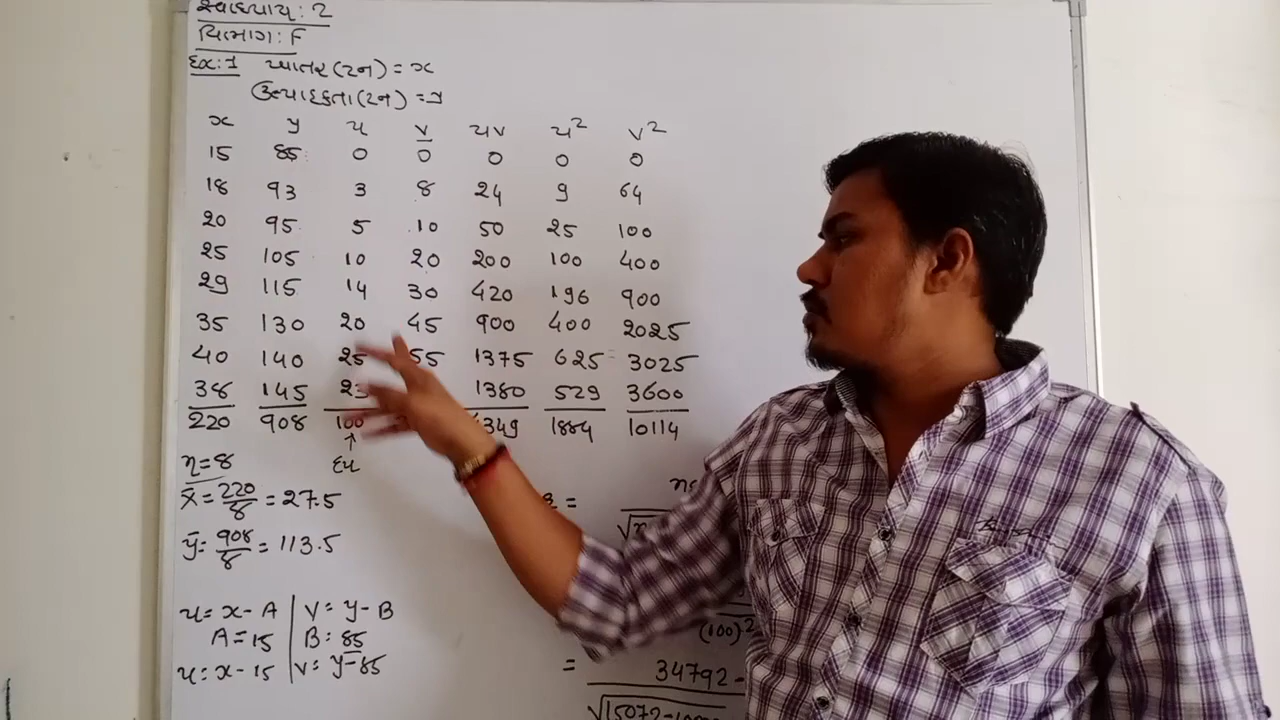 સ્વાધ્યાય: 2
વિભાગ: F
Ex:1 ખાતર (ટન) = x
ઉત્પાદકતા (ટન) = y
x y u v uv u² v²
15 85 0 0 0 0 0
18 93 3 8 24 9 64
20 95 5 10 50 25 100
25 105 10 20 200 100 400
29 115 14 30 420 196 900
35 130 20 45 900 400 2025
40 140 25 55 1375 625 3025
38 145 23 1380 529 3600
220 908 100 4349 1884 10114
↑
Σu
n=8
x̄ = 220/8 = 27.5
ȳ = 908/8 = 113.5
u = x - A | v = y - B
A = 15 | B = 85
u = x - 15 | v = y - 85
=
(100)²
= 34792 -